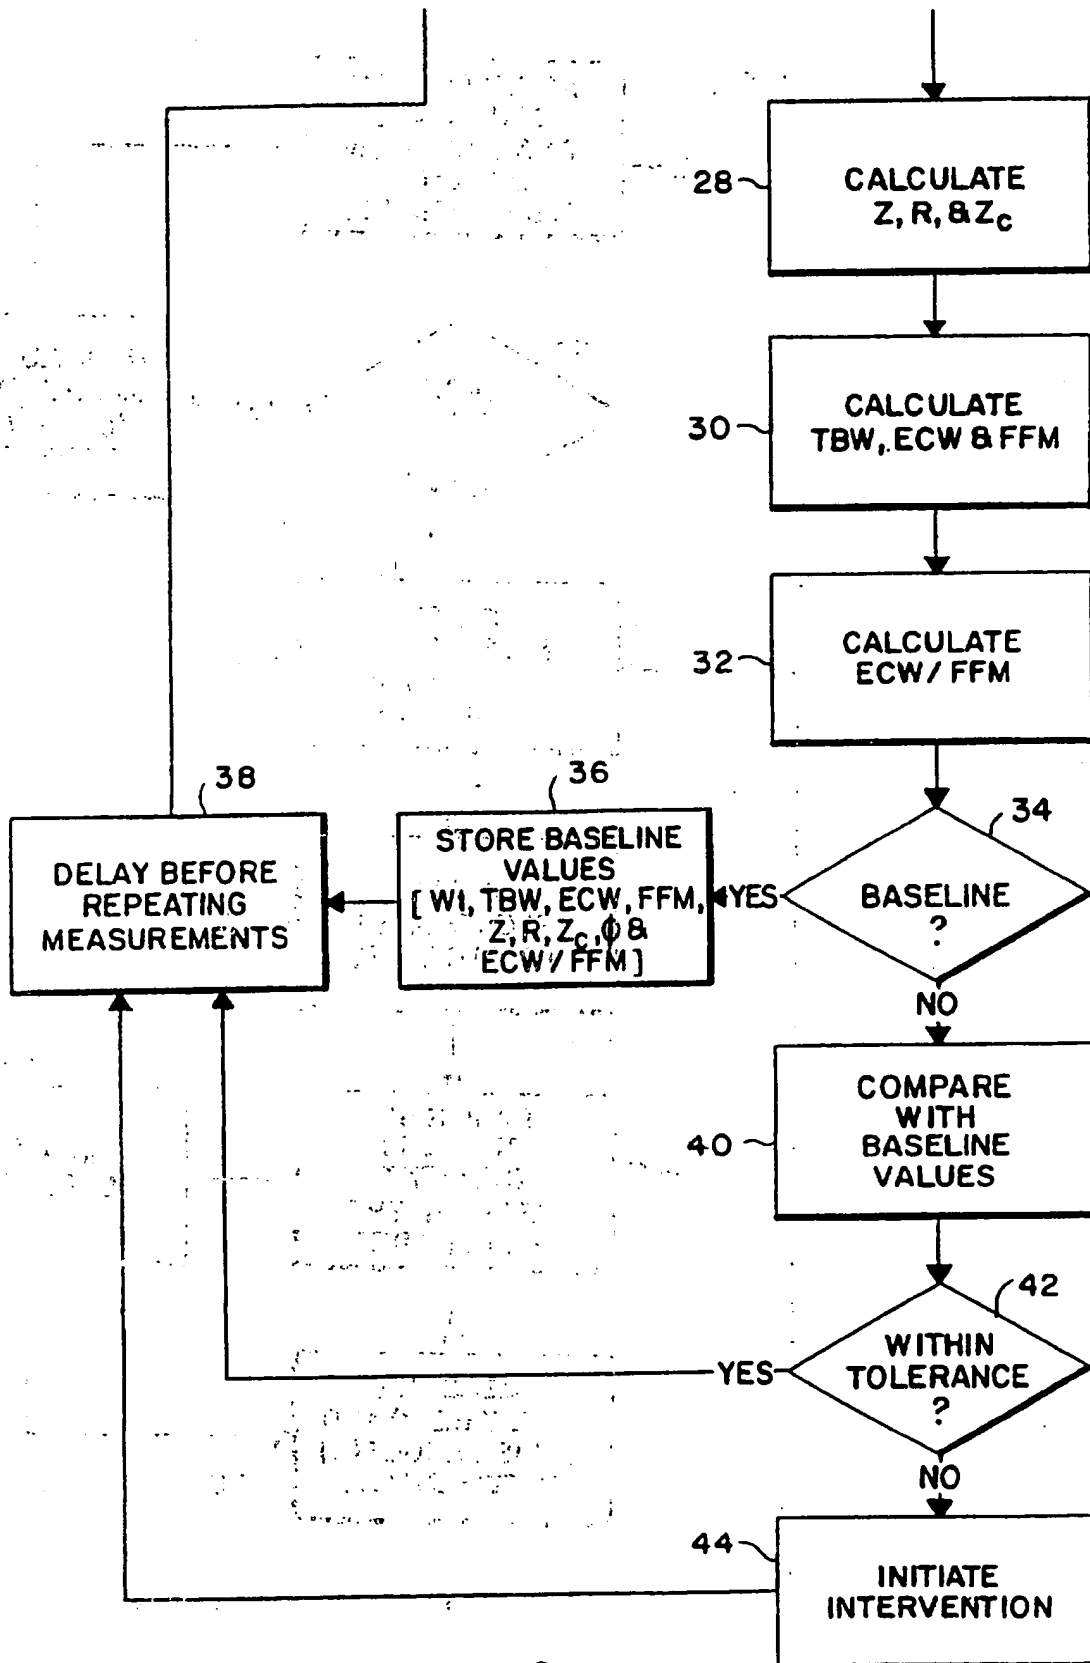 28
CALCULATE
Z, R, & Zc
30
CALCULATE
TBW, ECW & FFM
32
CALCULATE
ECW/ FFM
38
DELAY BEFORE
REPEATING
MEASUREMENTS
36
STORE BASELINE
VALUES
[ Wt, TBW, ECW, FFM,
Z, R, Zc, ϕ &
ECW/ FFM ]
YES
34
BASELINE
?
NO
40
COMPARE
WITH
BASELINE
VALUES
42
WITHIN
TOLERANCE
?
YES
NO
44
INITIATE
INTERVENTION